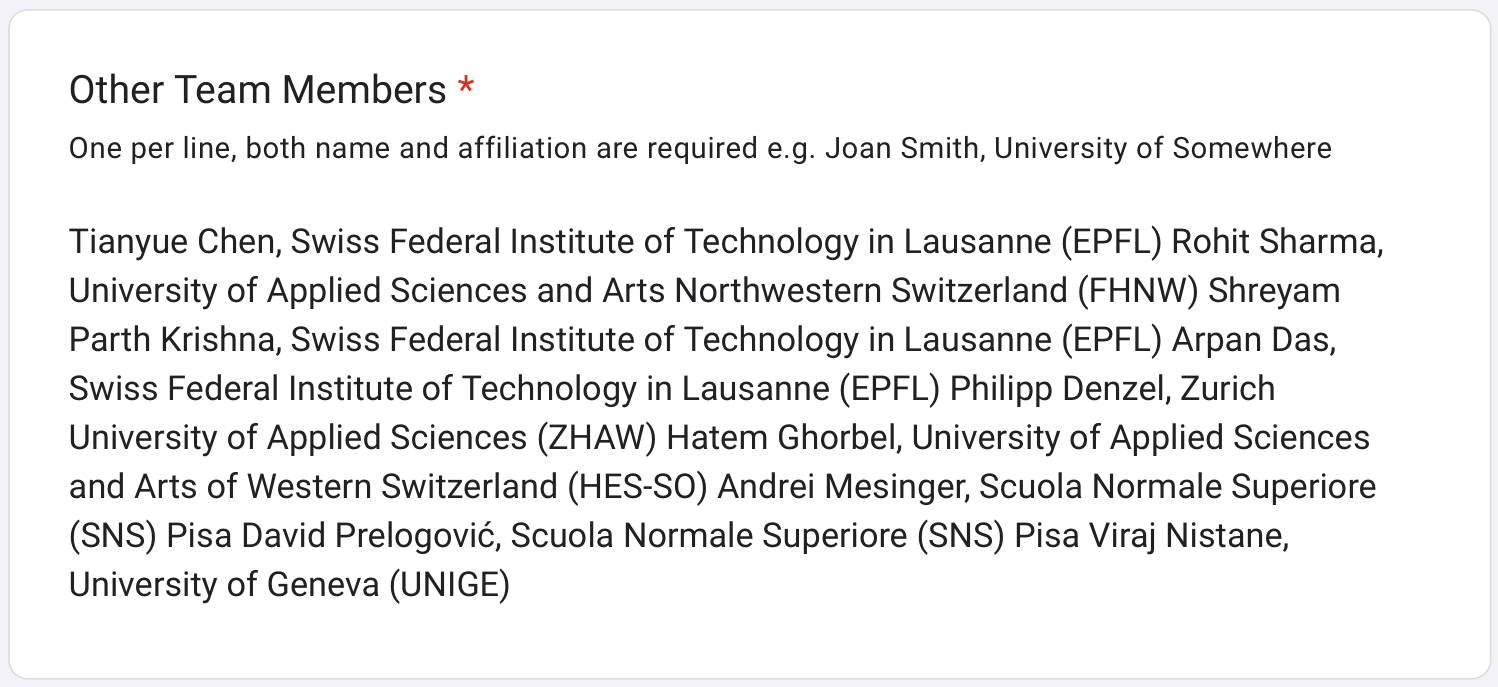 Other Team Members *
One per line, both name and affiliation are required e.g. Joan Smith, University of Somewhere
Tianyue Chen, Swiss Federal Institute of Technology in Lausanne (EPFL) Rohit Sharma,
University of Applied Sciences and Arts Northwestern Switzerland (FHNW) Shreyam
Parth Krishna, Swiss Federal Institute of Technology in Lausanne (EPFL) Arpan Das,
Swiss Federal Institute of Technology in Lausanne (EPFL) Philipp Denzel, Zurich
University of Applied Sciences (ZHAW) Hatem Ghorbel, University of Applied Sciences
and Arts of Western Switzerland (HES-SO) Andrei Mesinger, Scuola Normale Superiore
(SNS) Pisa David Prelogović, Scuola Normale Superiore (SNS) Pisa Viraj Nistane,
University of Geneva (UNIGE)